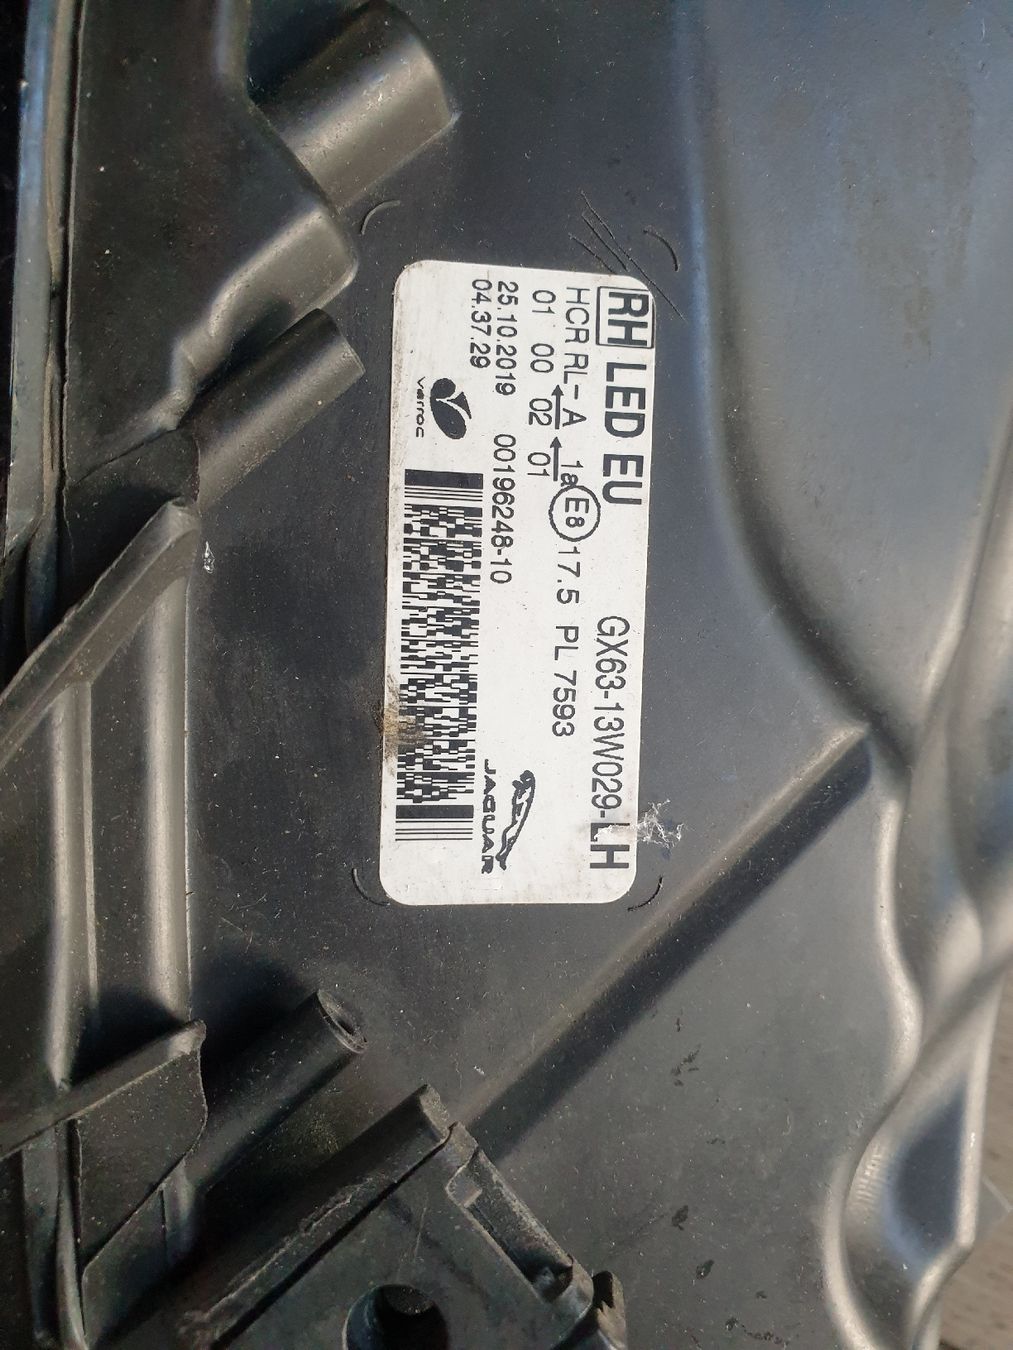 RH LED EU GX63-13W029-LH
HCR RL-A 1a E8 17.5 PL 7593
01 00 02 01
25.10.2019 00196248-10
04.37.29
varroc
JAGUAR